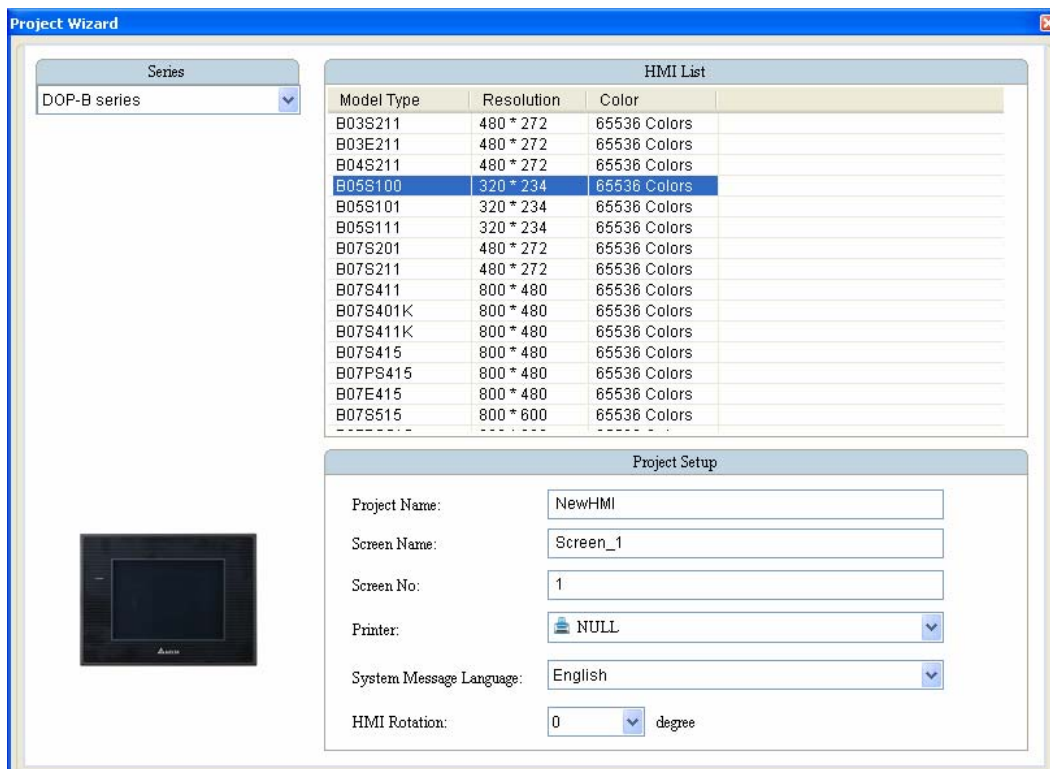 Project Wizard
Series
DOP-B series
HMI List
Model Type Resolution Color
B03S211 480 * 272 65536 Colors
B03E211 480 * 272 65536 Colors
B04S211 480 * 272 65536 Colors
B05S100 320 * 234 65536 Colors
B05S101 320 * 234 65536 Colors
B05S111 320 * 234 65536 Colors
B07S201 480 * 272 65536 Colors
B07S211 480 * 272 65536 Colors
B07S411 800 * 480 65536 Colors
B07S401K 800 * 480 65536 Colors
B07S411K 800 * 480 65536 Colors
B07S415 800 * 480 65536 Colors
B07PS415 800 * 480 65536 Colors
B07E415 800 * 480 65536 Colors
B07S515 800 * 600 65536 Colors
Project Setup
Project Name: NewHMI
Screen Name: Screen_1
Screen No: 1
Printer: NULL
System Message Language: English
HMI Rotation: 0 degree